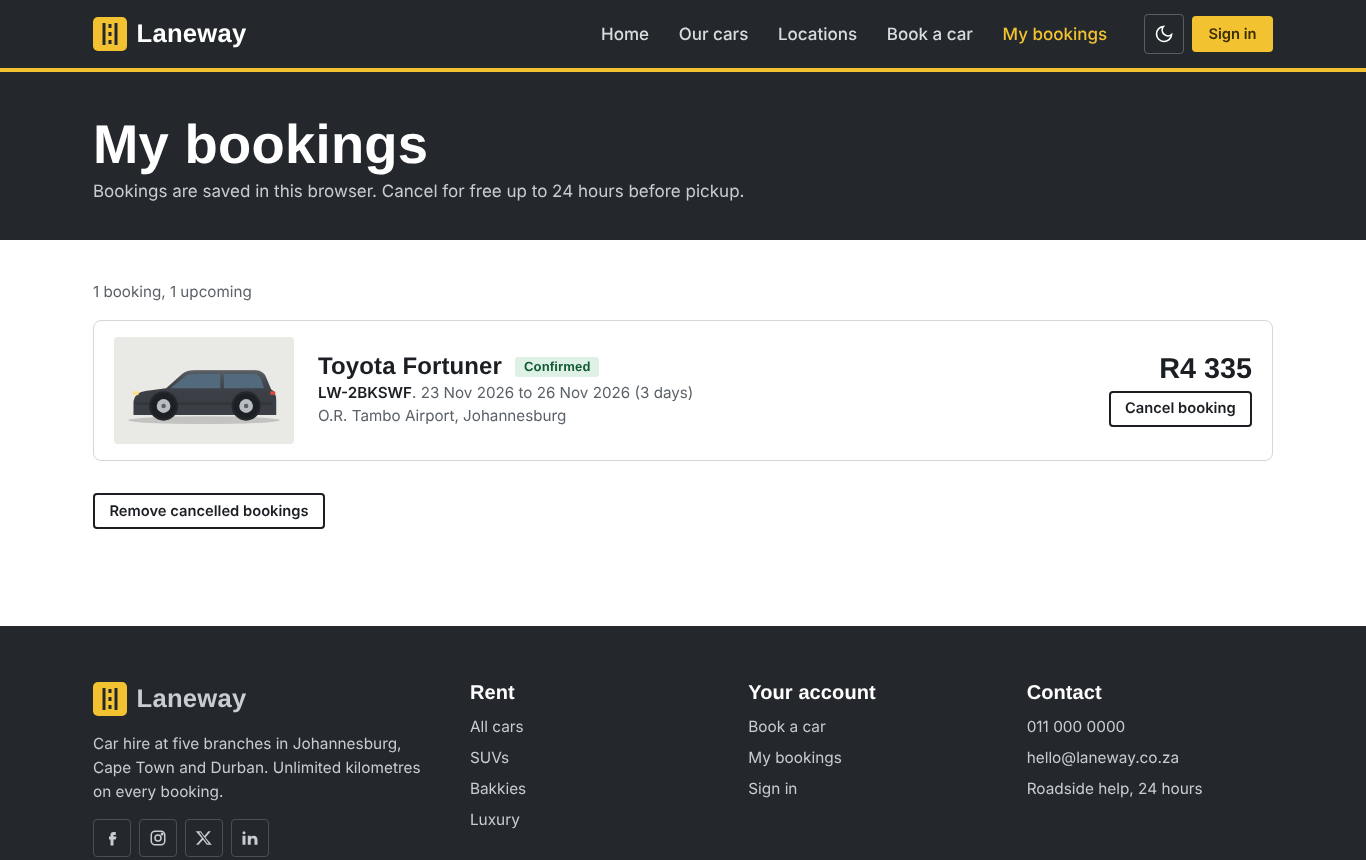 Laneway
Home
Our cars
Locations
Book a car
My bookings
Sign in
My bookings
Bookings are saved in this browser. Cancel for free up to 24 hours before pickup.
1 booking, 1 upcoming
Toyota Fortuner Confirmed
LW-2BKSWF. 23 Nov 2026 to 26 Nov 2026 (3 days)
O.R. Tambo Airport, Johannesburg
R4 335
Cancel booking
Remove cancelled bookings
Laneway
Car hire at five branches in Johannesburg,
Cape Town and Durban. Unlimited kilometres
on every booking.
Rent
All cars
SUVs
Bakkies
Luxury
Your account
Book a car
My bookings
Sign in
Contact
011 000 0000
hello@laneway.co.za
Roadside help, 24 hours